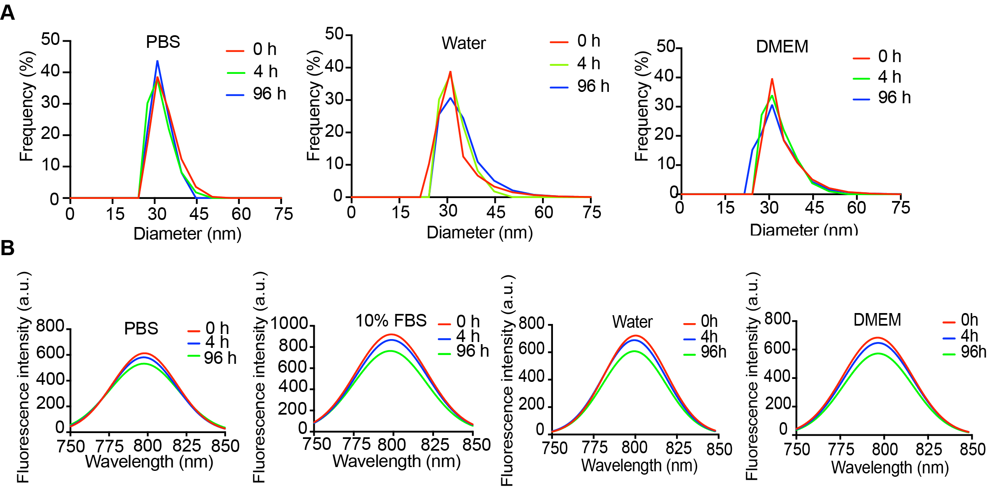 A
PBS
0 h
4 h
96 h
50
40
30
20
10
0
0 15 30 45 60 75
Frequency (%)
Diameter (nm)
Water
0 h
4 h
96 h
50
40
30
20
10
0
0 15 30 45 60 75
Frequency (%)
Diameter (nm)
DMEM
0 h
4 h
96 h
50
40
30
20
10
0
0 15 30 45 60 75
Frequency (%)
Diameter (nm)
B
PBS
0 h
4 h
96 h
800
600
400
200
0
750 775 800 825 850
Fluorescence intensity (a.u.)
Wavelength (nm)
10% FBS
0 h
4 h
96 h
1000
800
600
400
200
0
750 775 800 825 850
Fluorescence intensity (a.u.)
Wavelength (nm)
Water
0h
4h
96h
800
600
400
200
0
750 775 800 825 850
Fluorescence intensity (a.u.)
Wavelength (nm)
DMEM
0h
4h
96h
800
600
400
200
0
750 775 800 825 850
Fluorescence intensity (a.u.)
Wavelength (nm)